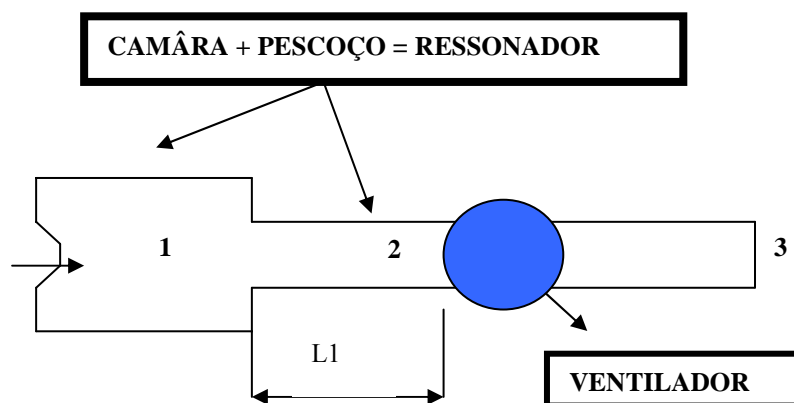 CAMÂRA + PESCOÇO = RESSONADOR
1
2
3
L1
VENTILADOR